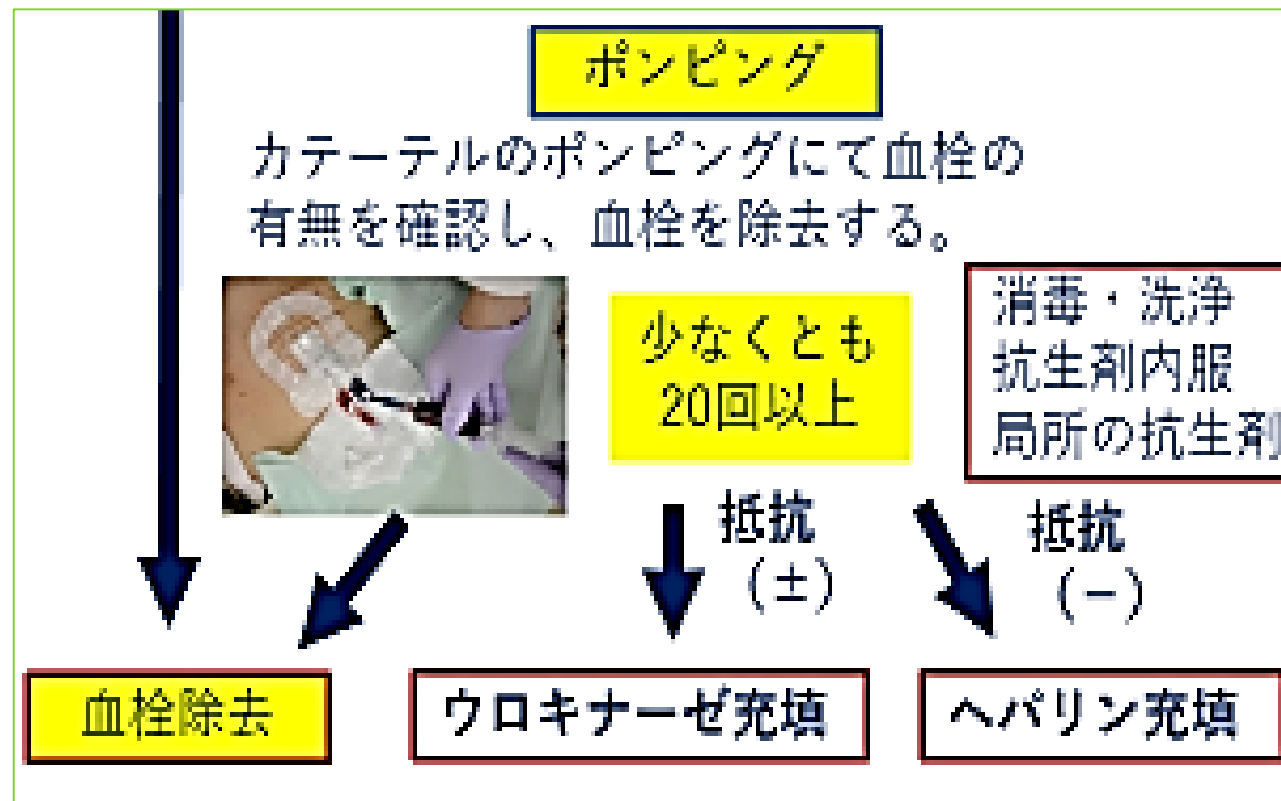 ポンピング
カテーテルのポンピングにて血栓の
有無を確認し、血栓を除去する。
少なくとも
20回以上
消毒・洗浄
抗生剤内服
局所の抗生剤
抵抗
(±)
抵抗
(−)
血栓除去
ウロキナーゼ充填
ヘパリン充填